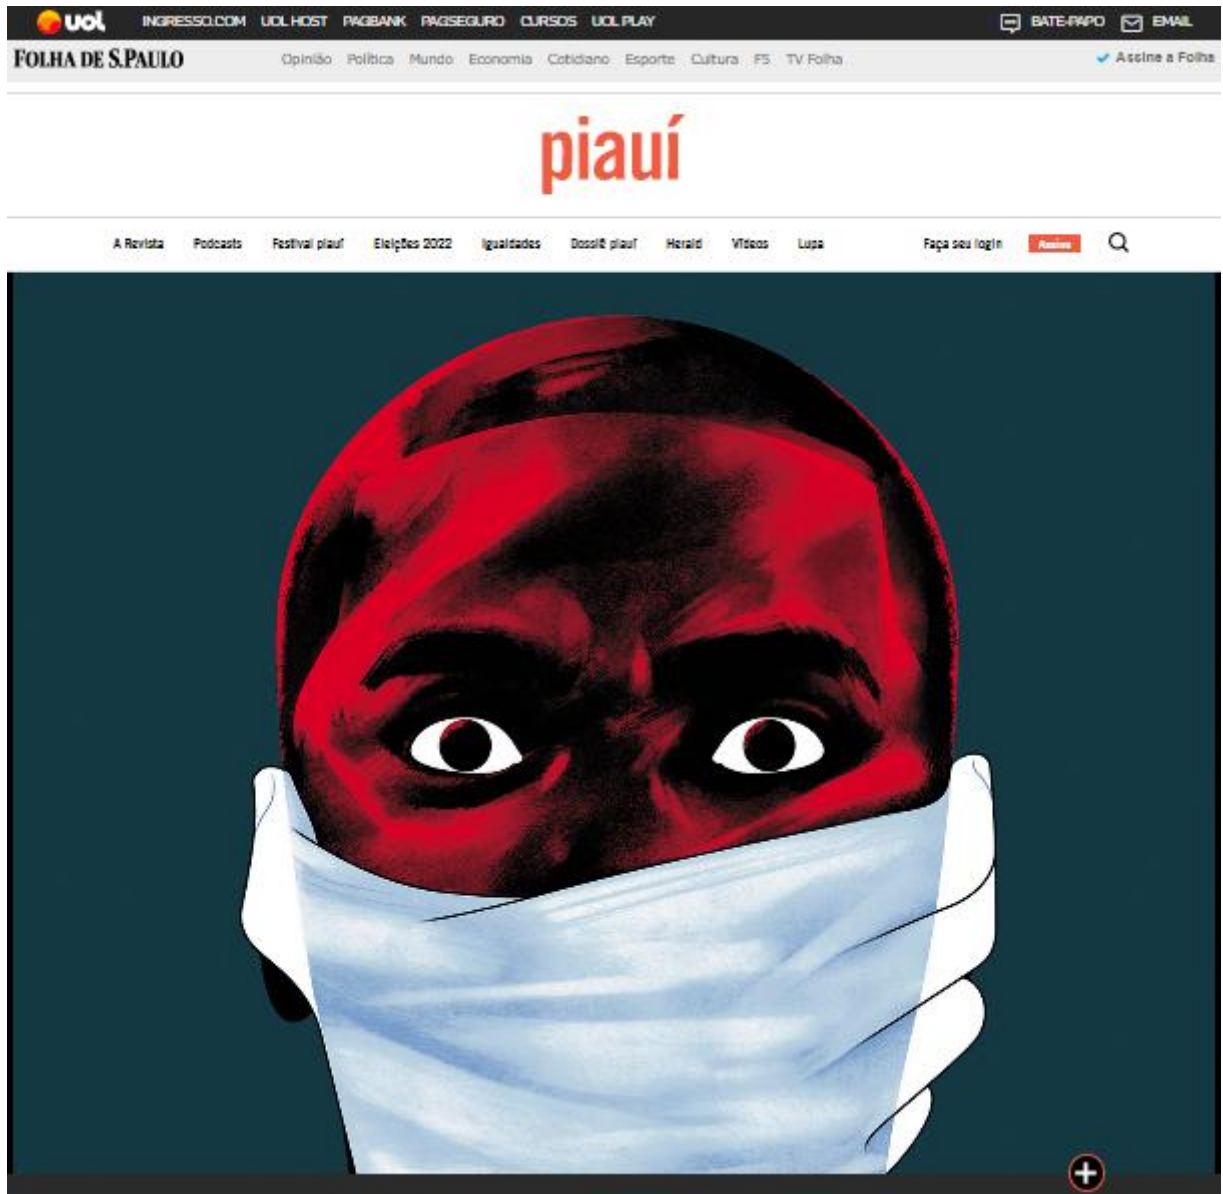 uol INGRESSO.COM UOL HOST PAGBANK PAGSEGURO CURSOS UOL PLAY BATE-PAPO EMAIL
FOLHA DE S.PAULO Opinião Política Mundo Economia Cotidiano Esporte Cultura F5 TV Folha Assine a Folha
piauí
A Revista Podcasts Festival piauí Eleições 2022 Igualdades Dossiê piauí Herald Vídeos Lupa Faça seu login Assine